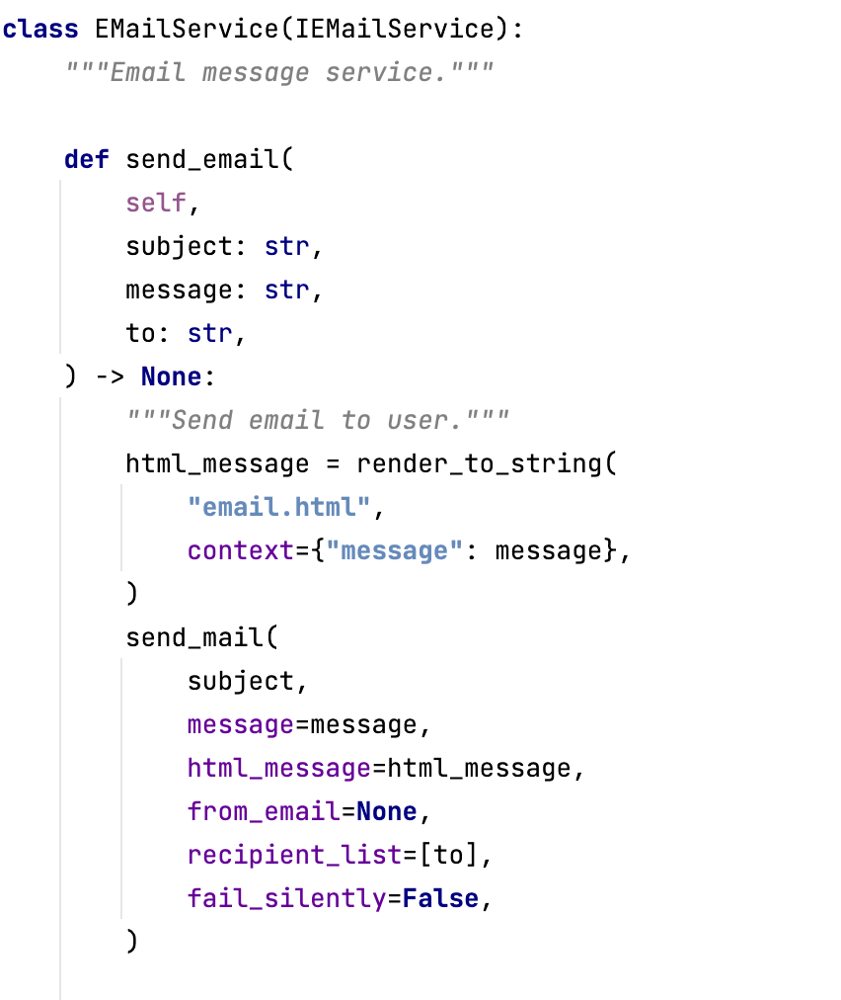 class EMailService(IEMailService):
    """Email message service."""

    def send_email(
        self,
        subject: str,
        message: str,
        to: str,
    ) -> None:
        """Send email to user."""
        html_message = render_to_string(
            "email.html",
            context={"message": message},
        )
        send_mail(
            subject,
            message=message,
            html_message=html_message,
            from_email=None,
            recipient_list=[to],
            fail_silently=False,
        )